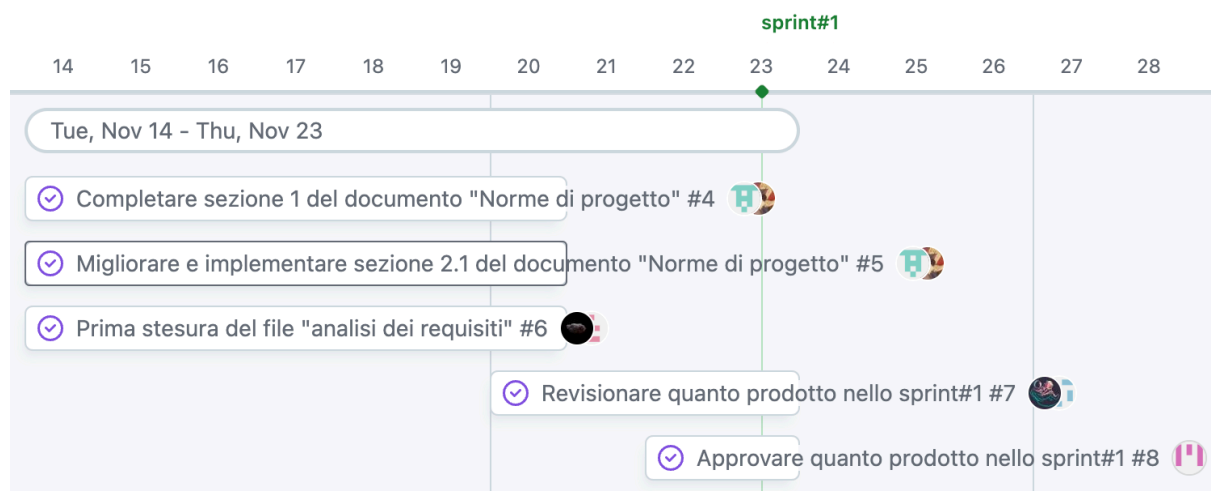 sprint#1
14 15 16 17 18 19 20 21 22 23 24 25 26 27 28
Tue, Nov 14 - Thu, Nov 23
Completare sezione 1 del documento "Norme di progetto" #4
Migliorare e implementare sezione 2.1 del documento "Norme di progetto" #5
Prima stesura del file "analisi dei requisiti" #6
Revisionare quanto prodotto nello sprint#1 #7
Approvare quanto prodotto nello sprint#1 #8